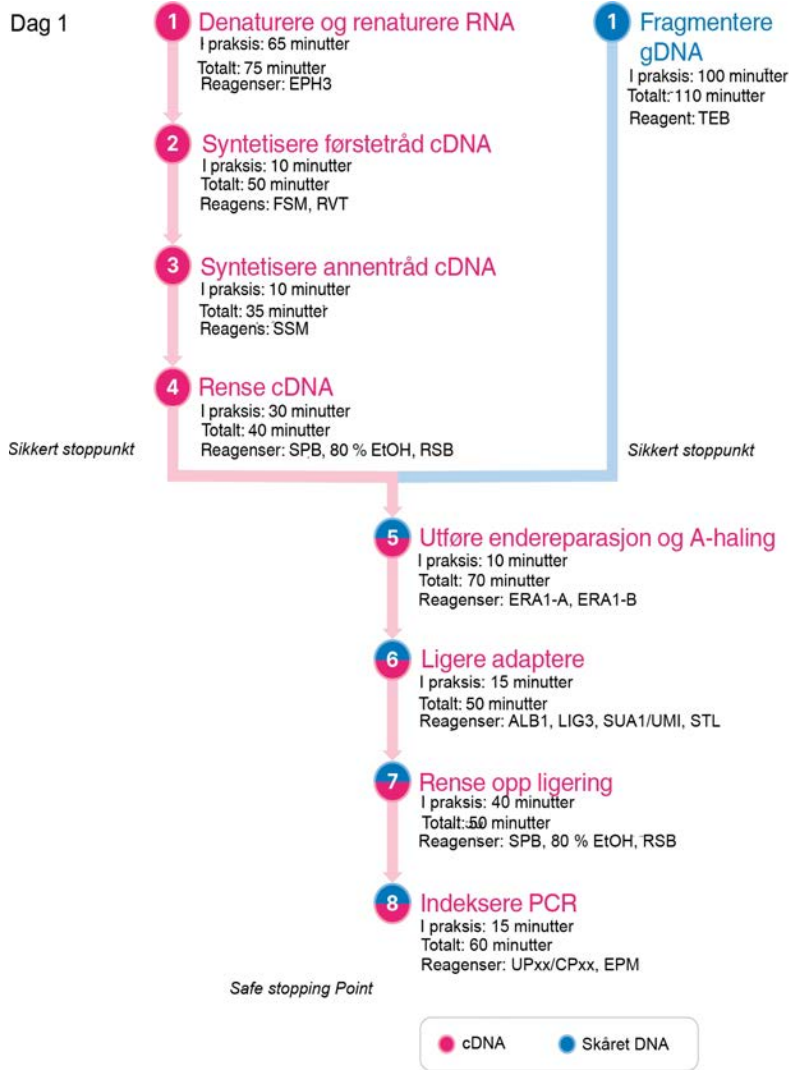 Dag 1
1 Denaturere og renaturere RNA
I praksis: 65 minutter
Totalt: 75 minutter
Reagenser: EPH3
1 Fragmentere
gDNA
I praksis: 100 minutter
Totalt: 110 minutter
Reagent: TEB
2 Syntetisere førstetråd cDNA
I praksis: 10 minutter
Totalt: 50 minutter
Reagens: FSM, RVT
3 Syntetisere annentråd cDNA
I praksis: 10 minutter
Totalt: 35 minutter
Reagens: SSM
4 Rense cDNA
I praksis: 30 minutter
Totalt: 40 minutter
Reagenser: SPB, 80 % EtOH, RSB
Sikkert stoppunkt
Sikkert stoppunkt
5 Utføre endereparasjon og A-haling
I praksis: 10 minutter
Totalt: 70 minutter
Reagenser: ERA1-A, ERA1-B
6 Ligere adaptere
I praksis: 15 minutter
Totalt: 50 minutter
Reagenser: ALB1, LIG3, SUA1/UMI, STL
7 Rense opp ligering
I praksis: 40 minutter
Totalt: 50 minutter
Reagenser: SPB, 80 % EtOH, RSB
8 Indeksere PCR
I praksis: 15 minutter
Totalt: 60 minutter
Reagenser: UPxx/CPxx, EPM
Safe stopping Point
cDNA
Skåret DNA